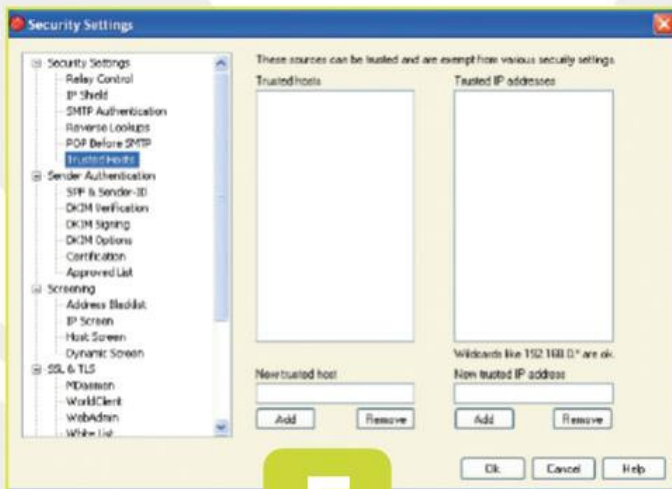 Security Settings
These sources can be trusted and are exempt from various security settings.
Security Settings
Relay Control
IP Shield
SMTP Authentication
Reverse Lookups
POP Before SMTP
Trusted Hosts
Sender Authentication
SPF & Sender-ID
DKIM Verification
DKIM Signing
DKIM Options
Certification
Approved List
Screening
Address Blacklist
IP Screen
Host Screen
Dynamic Screen
SSL & TLS
MDaemon
WorldClient
WebAdmin
White List
Trusted hosts
New trusted host
Add Remove
Trusted IP addresses
Wildcards like 192.168.0.* are ok.
New trusted IP address
Add Remove
Ok Cancel Help